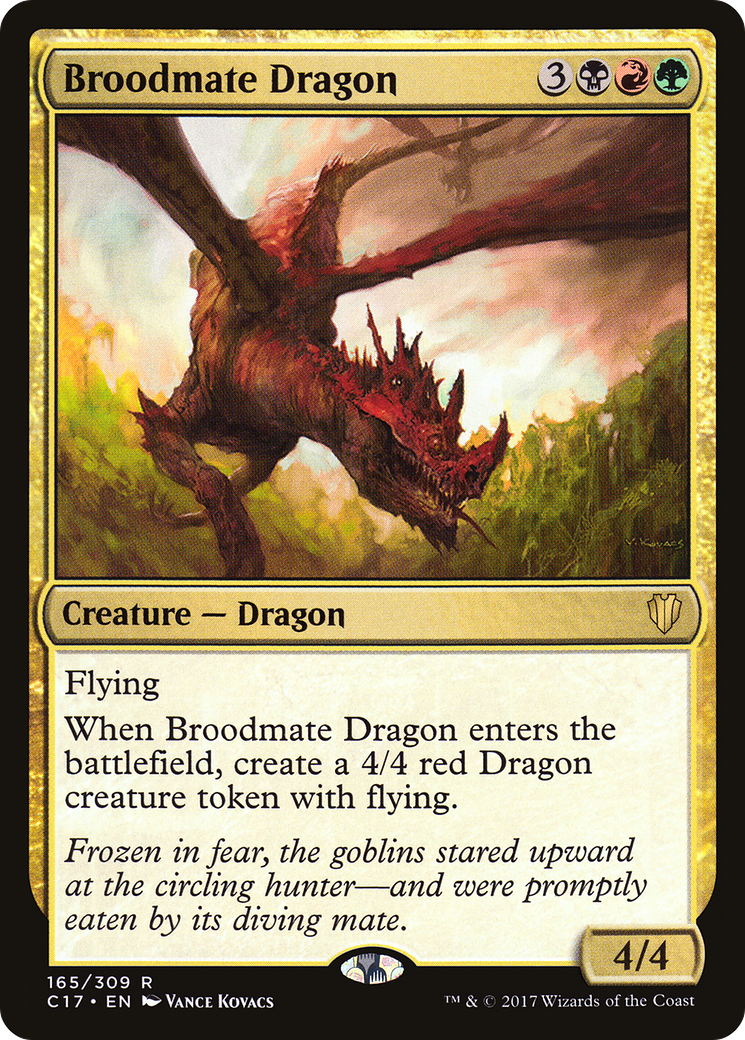 Broodmate Dragon 3
V. Kovacs
Creature — Dragon
Flying
When Broodmate Dragon enters the
battlefield, create a 4/4 red Dragon
creature token with flying.
Frozen in fear, the goblins stared upward
at the circling hunter—and were promptly
eaten by its diving mate.
4/4
165/309 R
C17 • EN Vance Kovacs
™ & © 2017 Wizards of the Coast